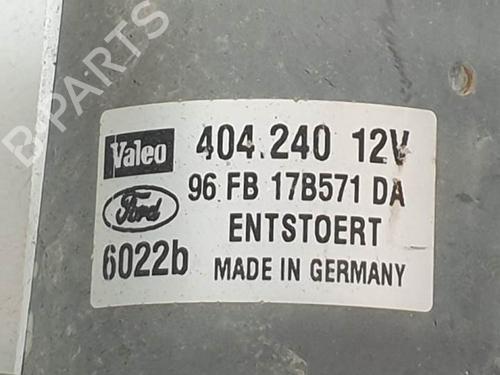 B-PARTS
Valeo 404.240 12V
Ford 96 FB 17B571 DA
ENTSTOERT
6022b MADE IN GERMANY